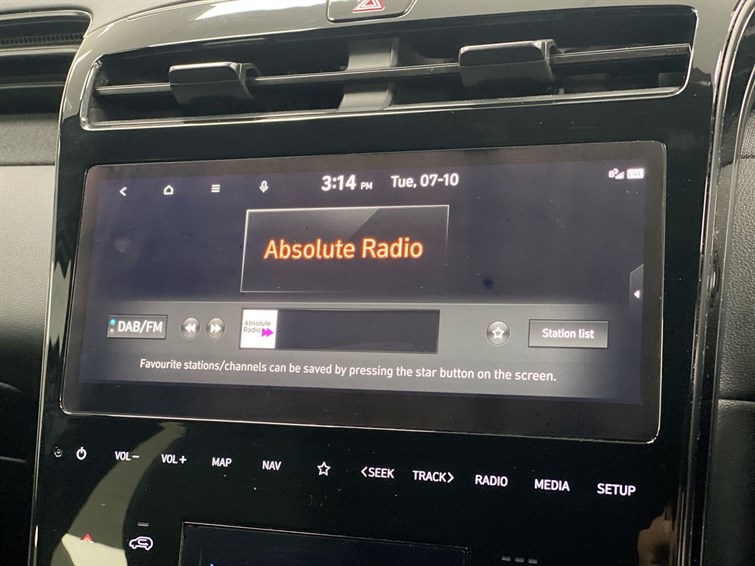 3:14 PM Tue, 07-10
Absolute Radio
DAB/FM
Absolute
Radio
Station list
Favourite stations/channels can be saved by pressing the star button on the screen.
VOL- VOL+ MAP NAV <SEEK TRACK> RADIO MEDIA SETUP